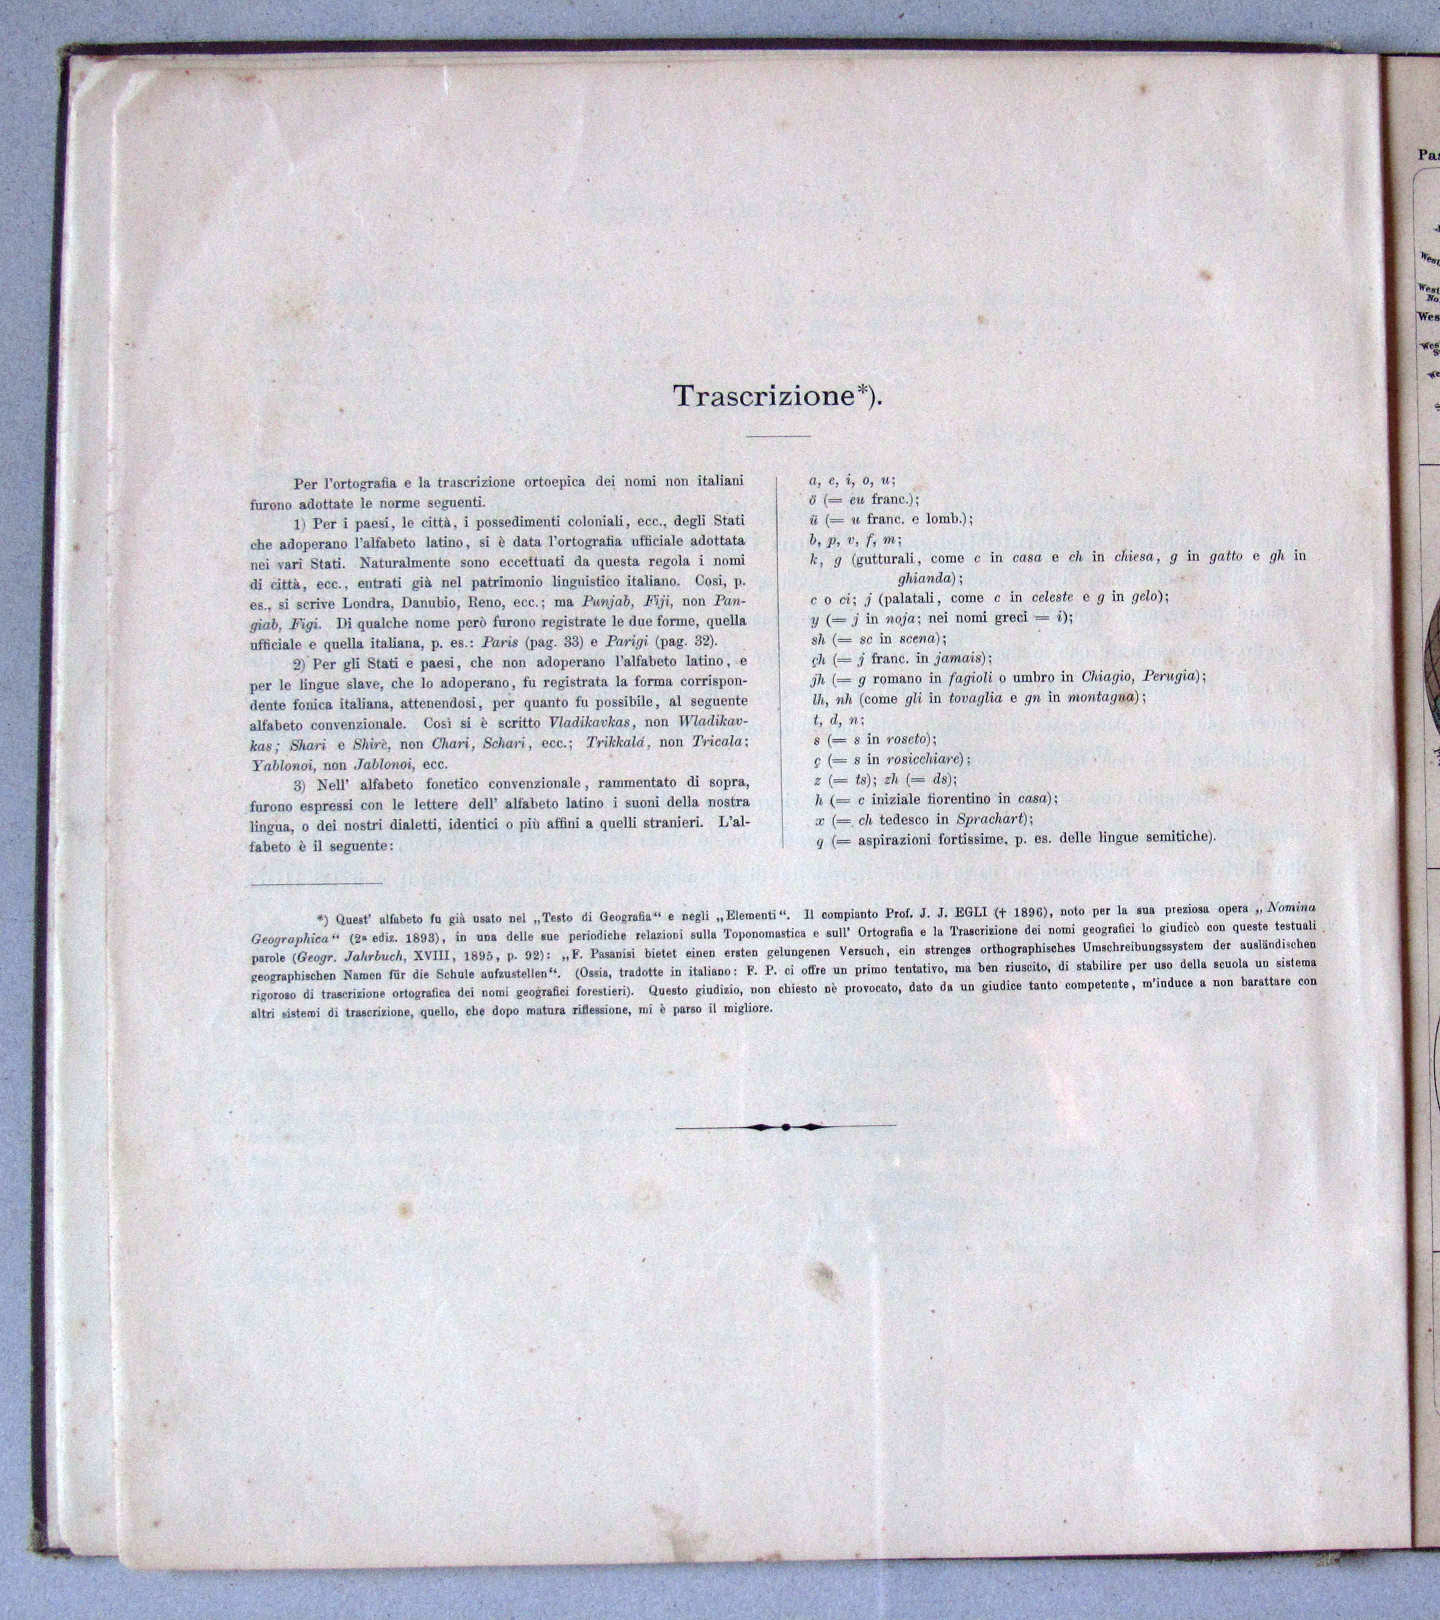 Trascrizione*).
Per l'ortografia e la trascrizione ortoepica dei nomi non italiani
furono adottate le norme seguenti.
1) Per i paesi, le città, i possedimenti coloniali, ecc., degli Stati
che adoperano l'alfabeto latino, si è data l'ortografia ufficiale adottata
nei vari Stati. Naturalmente sono eccettuati da questa regola i nomi
di città, ecc., entrati già nel patrimonio linguistico italiano. Così, p.
es., si scrive Londra, Danubio, Reno, ecc.; ma Punjab, Fiji, non Pan-
giab, Figi. Di qualche nome però furono registrate le due forme, quella
ufficiale e quella italiana, p. es.: Paris (pag. 33) e Parigi (pag. 32).
2) Per gli Stati e paesi, che non adoperano l'alfabeto latino, e
per le lingue slave, che lo adoperano, fu registrata la forma corrispon-
dente fonica italiana, attenendosi, per quanto fu possibile, al seguente
alfabeto convenzionale. Così si è scritto Vladikavkas, non Wladikav-
kas; Shari e Shirè, non Chari, Schari, ecc.; Trikkalá, non Tricala;
Yablonoi, non Jablonoi, ecc.
3) Nell' alfabeto fonetico convenzionale, rammentato di sopra,
furono espressi con le lettere dell' alfabeto latino i suoni della nostra
lingua, o dei nostri dialetti, identici o più affini a quelli stranieri. L'al-
fabeto è il seguente:
a, e, i, o, u;
ö (= eu franc.);
ü (= u franc. e lomb.);
b, p, v, f, m;
k, g (gutturali, come c in casa e ch in chiesa, g in gatto e gh in
ghianda);
c o ci; j (palatali, come c in celeste e g in gelo);
y (= j in noja; nei nomi greci = i);
sh (= sc in scena);
çh (= j franc. in jamais);
jh (= g romano in fagioli o umbro in Chiagio, Perugia);
lh, nh (come gli in tovaglia e gn in montagna);
t, d, n;
s (= s in roseto);
ç (= s in rosicchiare);
z (= ts); zh (= ds);
h (= c iniziale fiorentino in casa);
x (= ch tedesco in Sprachart);
q (= aspirazioni fortissime, p. es. delle lingue semitiche).
*) Quest' alfabeto fu già usato nel „Testo di Geografia“ e negli „Elementi“. Il compianto Prof. J. J. EGLI († 1896), noto per la sua preziosa opera „Nomina
Geographica“ (2ª ediz. 1893), in una delle sue periodiche relazioni sulla Toponomastica e sull' Ortografia e la Trascrizione dei nomi geografici lo giudicò con queste testuali
parole (Geogr. Jahrbuch, XVIII, 1895, p. 92): „F. Pasanisi bietet einen ersten gelungenen Versuch, ein strenges orthographisches Umschreibungssystem der ausländischen
geographischen Namen für die Schule aufzustellen“. (Ossia, tradotte in italiano: F. P. ci offre un primo tentativo, ma ben riuscito, di stabilire per uso della scuola un sistema
rigoroso di trascrizione ortografica dei nomi geografici forestieri). Questo giudizio, non chiesto nè provocato, dato da un giudice tanto competente, m'induce a non barattare con
altri sistemi di trascrizione, quello, che dopo matura riflessione, mi è parso il migliore.